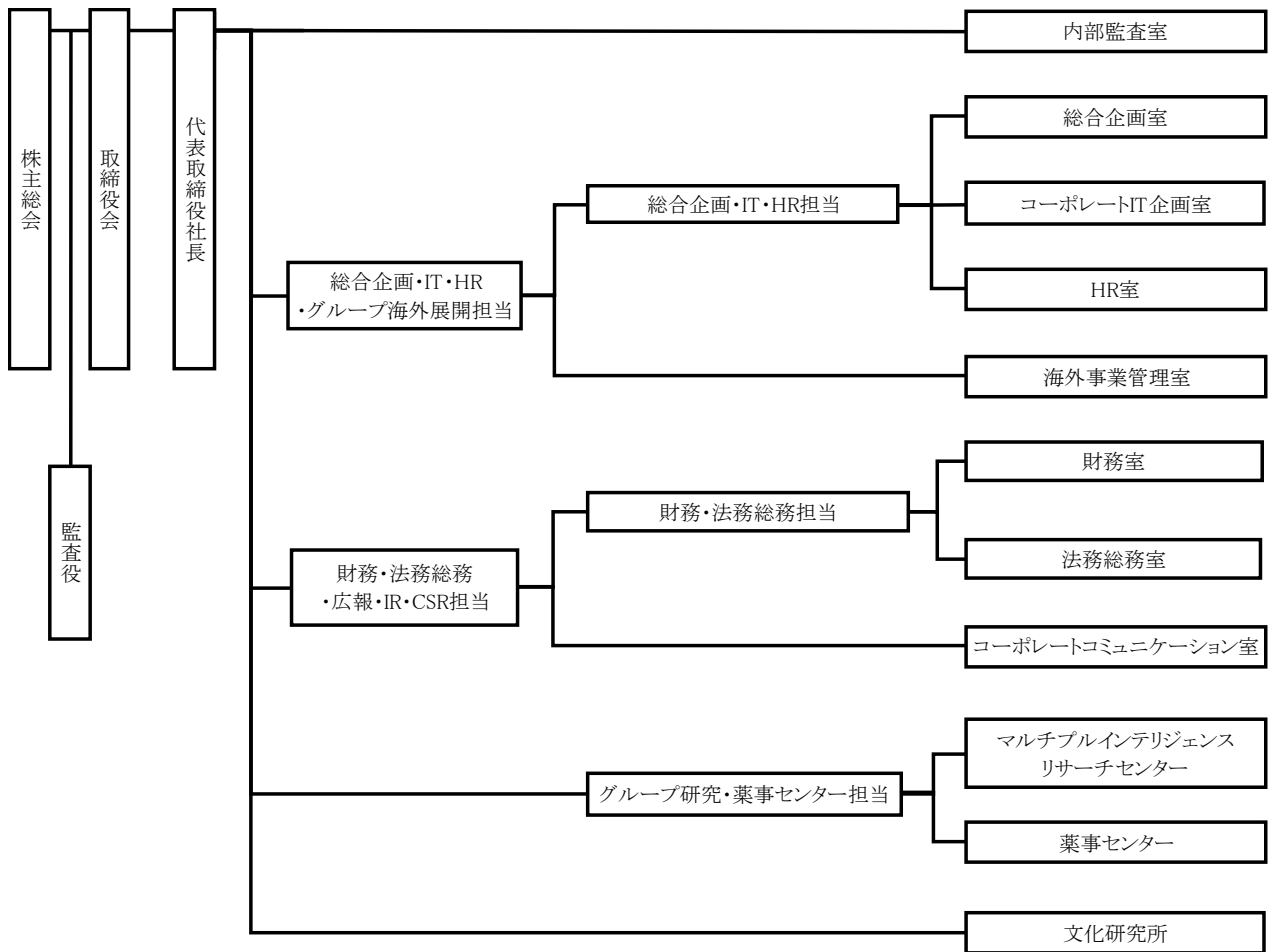 株主総会
取締役会
代表取締役社長
監査役
内部監査室
総合企画室
総合企画・IT・HR担当
コーポレートIT企画室
総合企画・IT・HR
・グループ海外展開担当
HR室
海外事業管理室
財務室
財務・法務総務担当
法務総務室
財務・法務総務
・広報・IR・CSR担当
コーポレートコミュニケーション室
マルチプルインテリジェンス
リサーチセンター
グループ研究・薬事センター担当
薬事センター
文化研究所